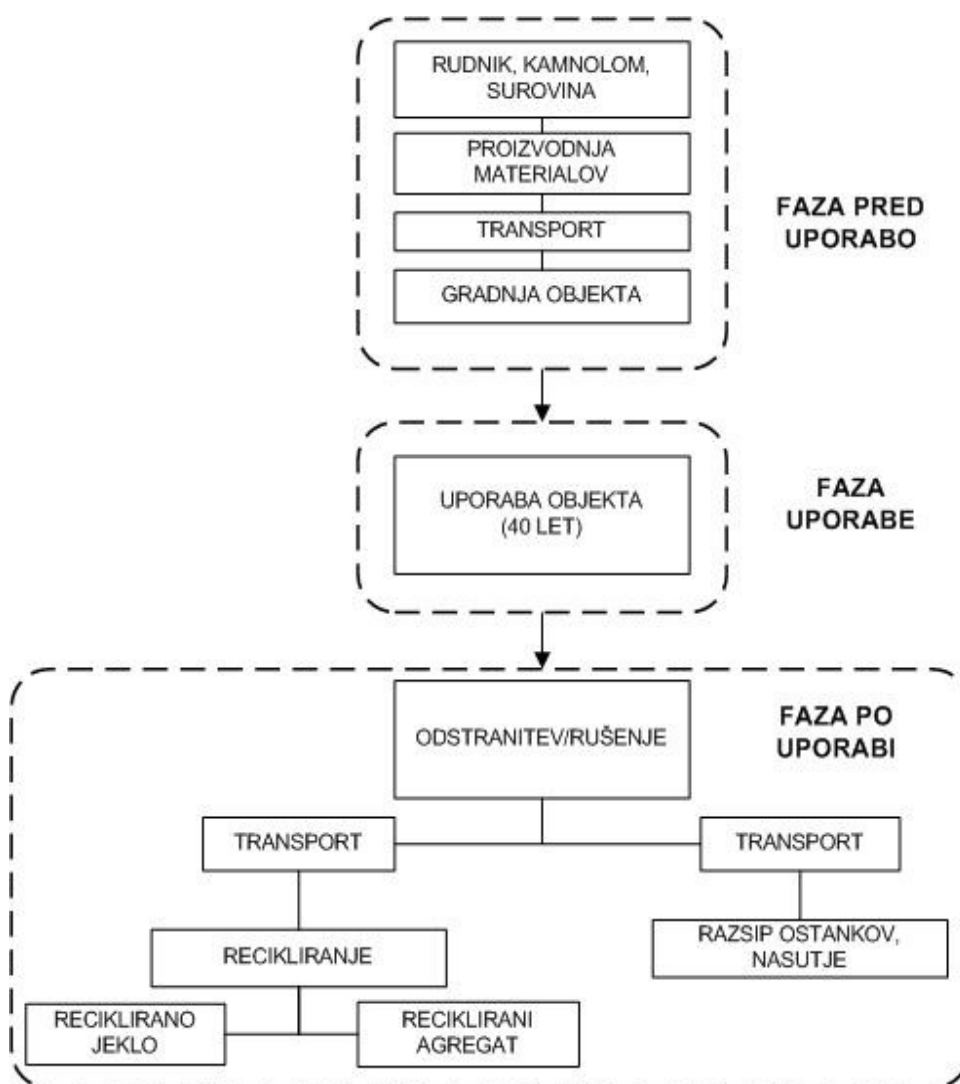 RUDNIK, KAMNOLOM,
SUROVINA
PROIZVODNJA
MATERIALOV
TRANSPORT
GRADNJA OBJEKTA
FAZA PRED
UPORABO
UPORABA OBJEKTA
(40 LET)
FAZA
UPORABE
ODSTRANITEV/RUŠENJE
FAZA PO
UPORABI
TRANSPORT
TRANSPORT
RECIKLIRANJE
RAZSIP OSTANKOV,
NASUTJE
RECIKLIRANO
JEKLO
RECIKLIRANI
AGREGAT